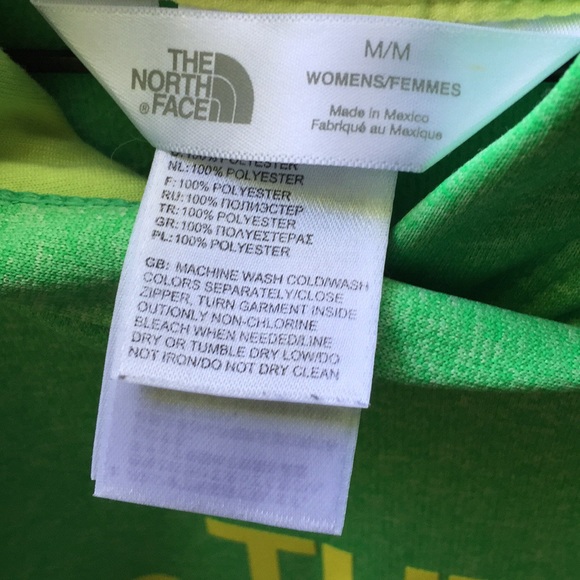 THE
NORTH
®FACE
M/M
WOMENS/FEMMES
Made in Mexico
Fabriqué au Mexique
100% POLYESTER
NL:100% POLYESTER
F:100% POLYESTER
RU:100% ПОЛИЭСТЕР
TR:100% POLYESTER
GR:100% ΠΟΛΥΕΣΤΕΡΑΣ
PL:100% POLYESTER
GB: MACHINE WASH COLD/WASH
COLORS SEPARATELY/CLOSE
ZIPPER, TURN GARMENT INSIDE
OUT/ONLY NON-CHLORINE
BLEACH WHEN NEEDED/LINE
DRY OR TUMBLE DRY LOW/DO
NOT IRON/DO NOT DRY CLEAN